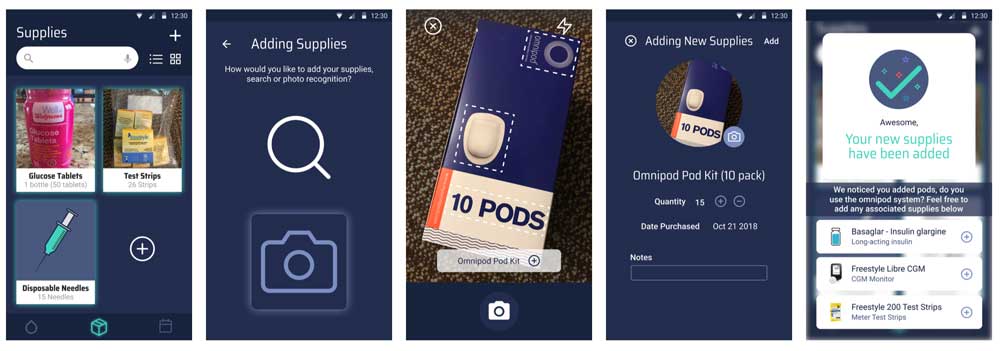 12:30
Supplies
Well
Walgreens
Glucose
Tablets
Glucose Tablets
1 bottle (50 tablets)
Test Strips
26 Strips
Disposable Needles
15 Needles
12:30
Adding Supplies
How would you like to add your supplies,
search or photo recognition?
omnipod
10 PODS
Omnipod Pod Kit
12:30
Adding New Supplies
Add
10 PODS
Omnipod Pod Kit (10 pack)
Quantity 15
Date Purchased Oct 21 2018
Notes
12:30
Awesome,
Your new supplies
have been added
We noticed you added pods, do you
use the omnipod system? Feel free to
add any associated supplies below
Basaglar - Insulin glargine
Long-acting insulin
Freestyle Libre CGM
CGM Monitor
Freestyle 200 Test Strips
Meter Test Strips